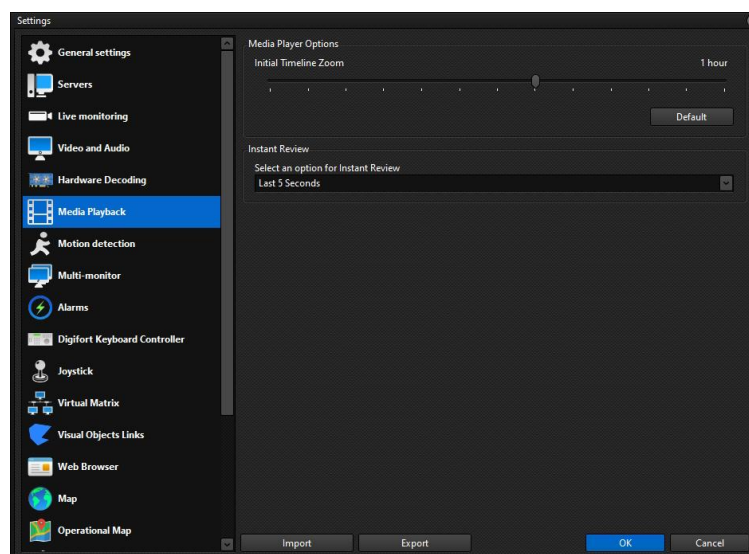 Settings
General settings
Servers
Live monitoring
Video and Audio
Hardware Decoding
Media Playback
Motion detection
Multi-monitor
Alarms
Digifort Keyboard Controller
Joystick
Virtual Matrix
Visual Objects Links
Web Browser
Map
Operational Map
Media Player Options
Initial Timeline Zoom 1 hour
Default
Instant Review
Select an option for Instant Review
Last 5 Seconds
Import Export OK Cancel